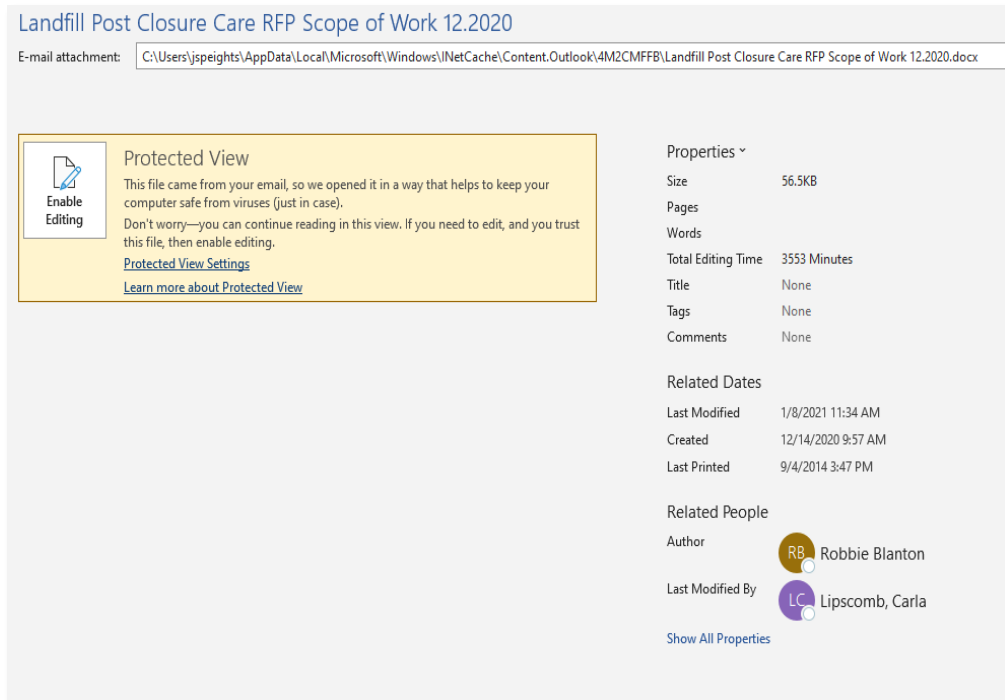 Landfill Post Closure Care RFP Scope of Work 12.2020
E-mail attachment: C:\Users\jspeights\AppData\Local\Microsoft\Windows\INetCache\Content.Outlook\4M2CMFFB\Landfill Post Closure Care RFP Scope of Work 12.2020.docx
Enable
Editing
Protected View
This file came from your email, so we opened it in a way that helps to keep your
computer safe from viruses (just in case).
Don't worry—you can continue reading in this view. If you need to edit, and you trust
this file, then enable editing.
Protected View Settings
Learn more about Protected View
Properties
Size 56.5KB
Pages
Words
Total Editing Time 3553 Minutes
Title None
Tags None
Comments None
Related Dates
Last Modified 1/8/2021 11:34 AM
Created 12/14/2020 9:57 AM
Last Printed 9/4/2014 3:47 PM
Related People
Author RB Robbie Blanton
Last Modified By LC Lipscomb, Carla
Show All Properties